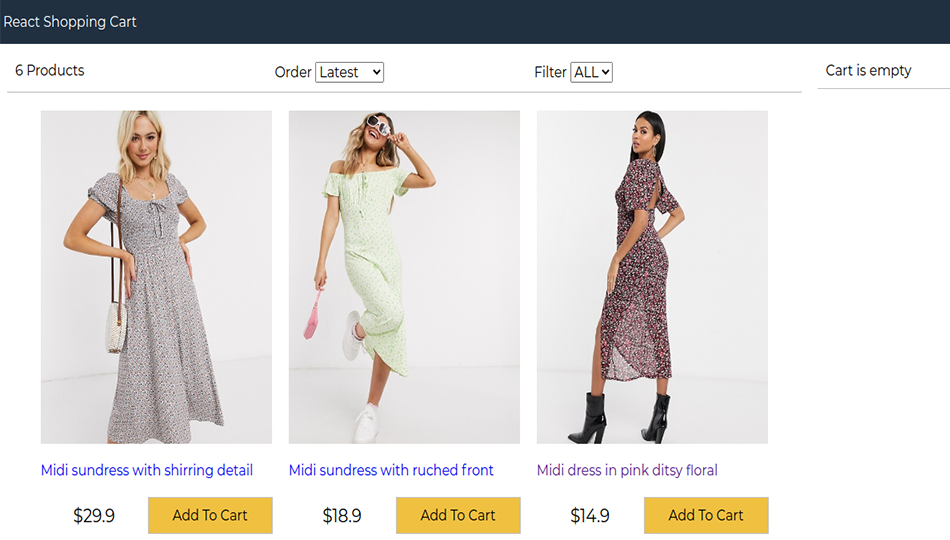 React Shopping Cart
6 Products
Order Latest
Filter ALL
Cart is empty
Midi sundress with shirring detail
Midi sundress with ruched front
Midi dress in pink ditsy floral
$29.9
Add To Cart
$18.9
Add To Cart
$14.9
Add To Cart